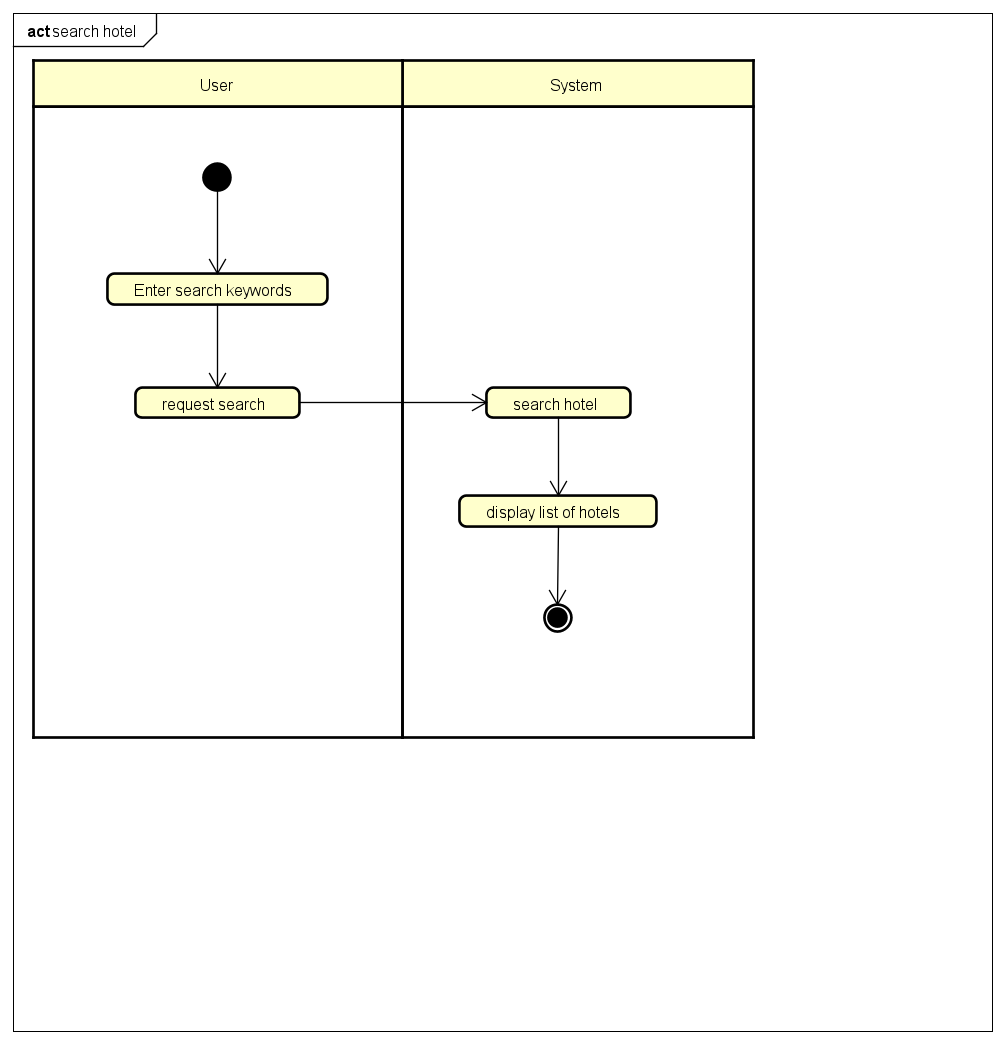 act search hotel
User
System
Enter search keywords
request search
search hotel
display list of hotels